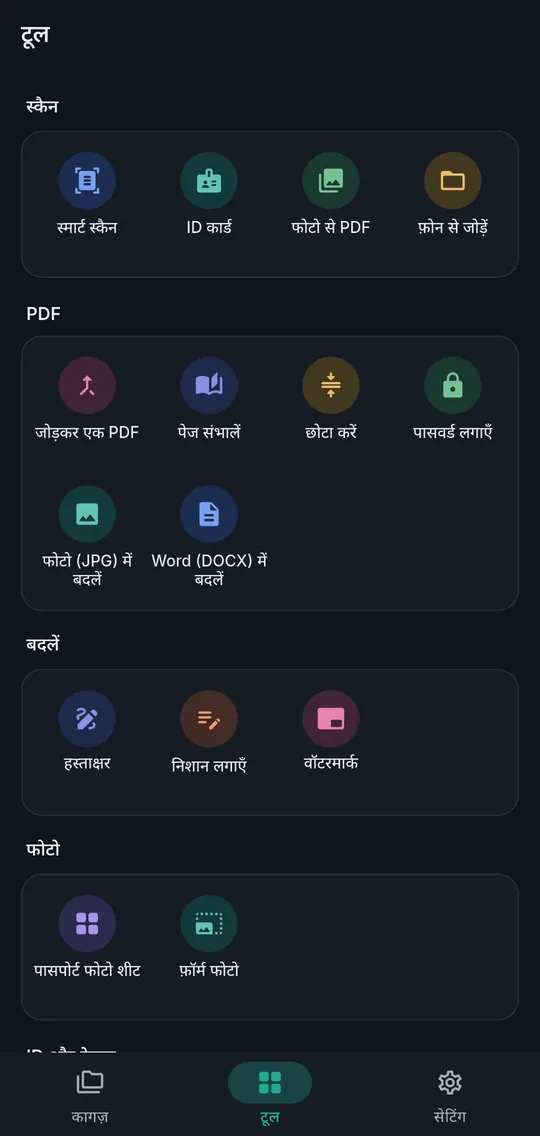 टूल
स्कैन
स्मार्ट स्कैन
ID कार्ड
फोटो से PDF
फ़ोन से जोड़ें
PDF
जोड़कर एक PDF
पेज संभालें
छोटा करें
पासवर्ड लगाएँ
फोटो (JPG) में
बदलें
Word (DOCX) में
बदलें
बदलें
हस्ताक्षर
निशान लगाएँ
वॉटरमार्क
फोटो
पासपोर्ट फोटो शीट
फ़ॉर्म फोटो
कागज़
टूल
सेटिंग